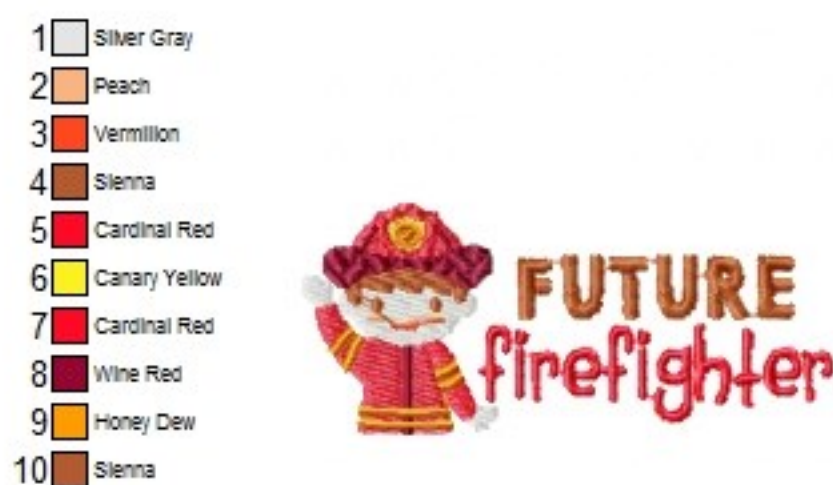 1 Silver Gray
2 Peach
3 Vermilion
4 Sienna
5 Cardinal Red
6 Canary Yellow
7 Cardinal Red
8 Wine Red
9 Honey Dew
10 Sienna
FUTURE
firefighter